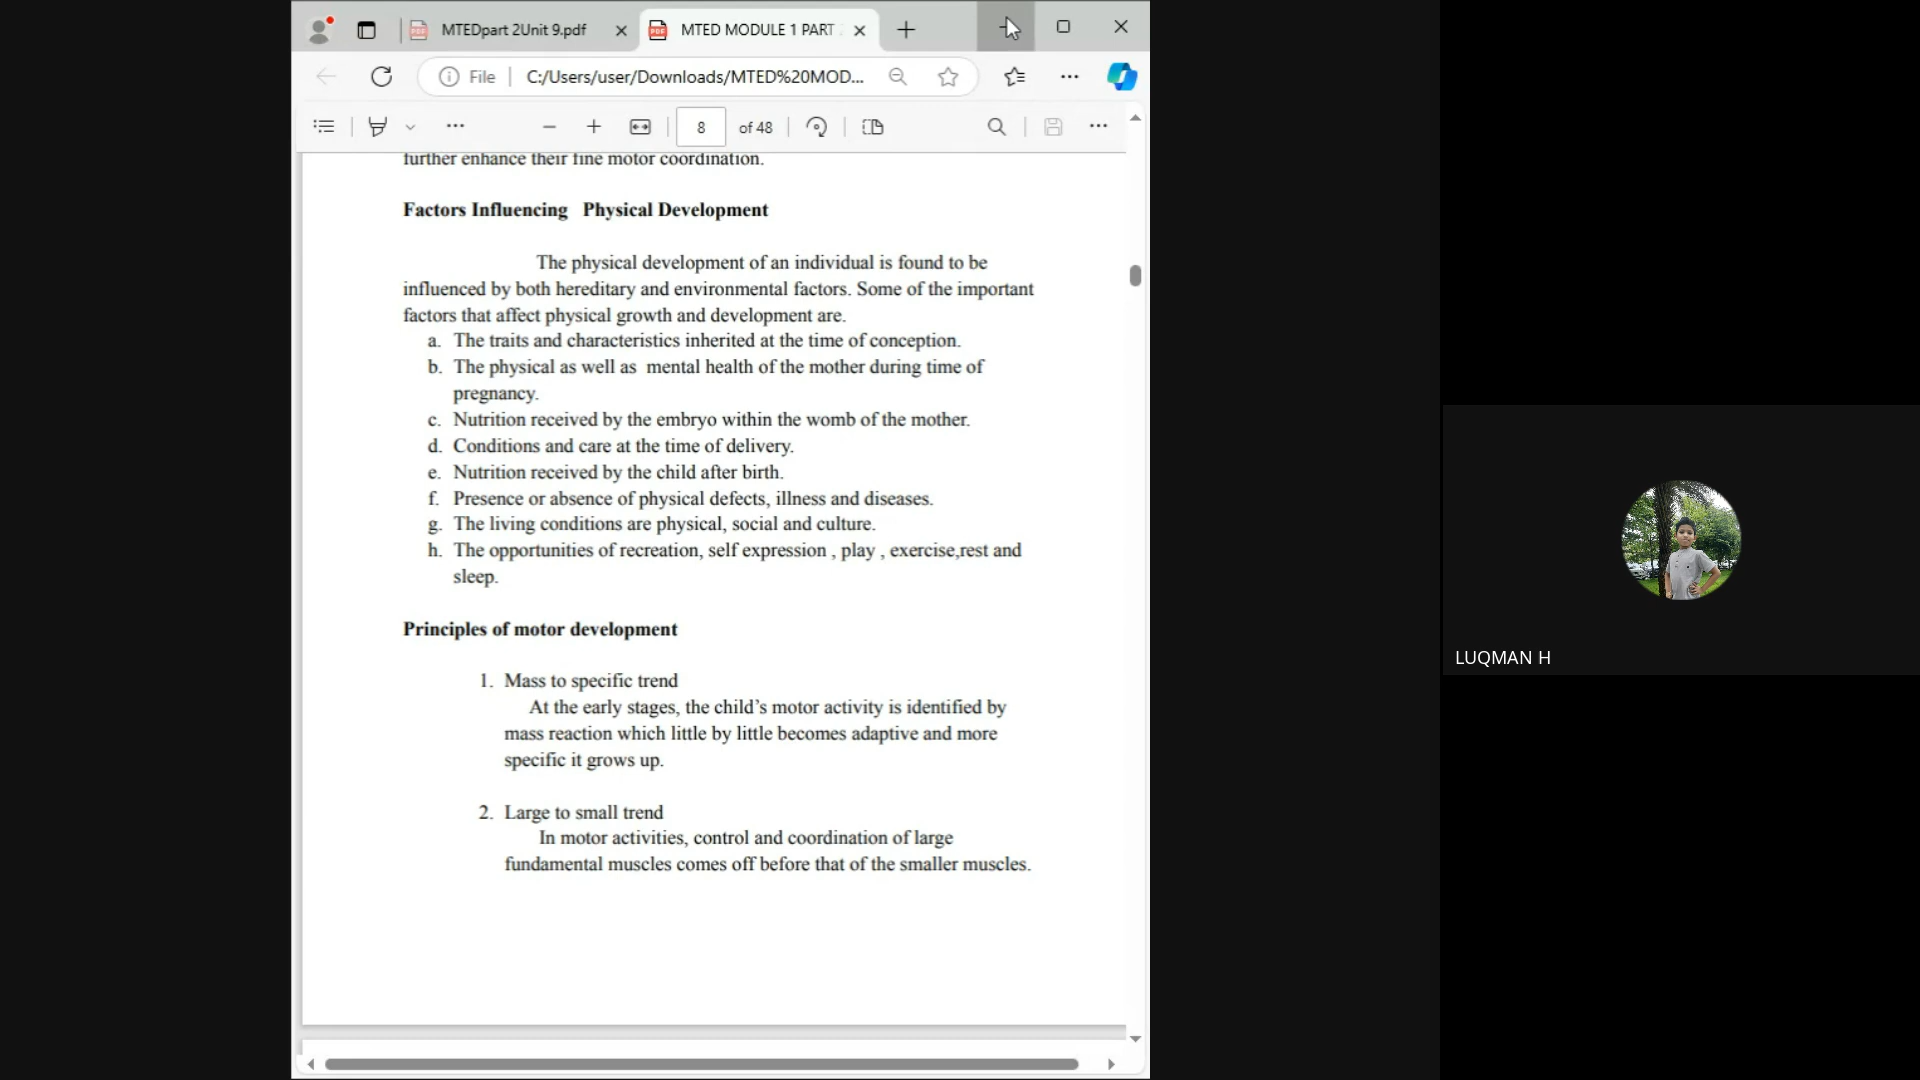 MTEDpart 2Unit 9.pdf
MTED MODULE 1 PART
File
C:/Users/user/Downloads/MTED%20MOD...
8 of 48
further enhance their fine motor coordination.
Factors Influencing Physical Development
The physical development of an individual is found to be
influenced by both hereditary and environmental factors. Some of the important
factors that affect physical growth and development are.
a. The traits and characteristics inherited at the time of conception.
b. The physical as well as mental health of the mother during time of
pregnancy.
c. Nutrition received by the embryo within the womb of the mother.
d. Conditions and care at the time of delivery.
e. Nutrition received by the child after birth.
f. Presence or absence of physical defects, illness and diseases.
g. The living conditions are physical, social and culture.
h. The opportunities of recreation, self expression , play , exercise,rest and
sleep.
Principles of motor development
1. Mass to specific trend
At the early stages, the child's motor activity is identified by
mass reaction which little by little becomes adaptive and more
specific it grows up.
2. Large to small trend
In motor activities, control and coordination of large
fundamental muscles comes off before that of the smaller muscles.
LUQMAN H